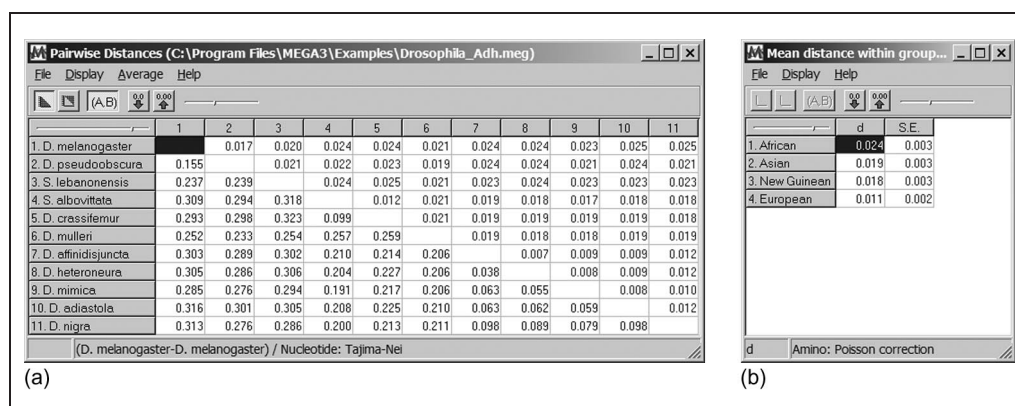 Pairwise Distances (C:\Program Files\MEGA3\Examples\Drosophila_Adh.meg)
File Display Average Help
(A,B) 0.0 0.00
1 2 3 4 5 6 7 8 9 10 11
1. D. melanogaster 0.017 0.020 0.024 0.024 0.021 0.024 0.024 0.023 0.025 0.025
2. D. pseudoobscura 0.155 0.021 0.022 0.023 0.019 0.024 0.024 0.021 0.024 0.021
3. S. lebanonensis 0.237 0.239 0.024 0.025 0.021 0.023 0.024 0.023 0.023 0.023
4. S. albovittata 0.309 0.294 0.318 0.012 0.021 0.019 0.018 0.017 0.018 0.018
5. D. crassifemur 0.293 0.298 0.323 0.099 0.021 0.019 0.019 0.019 0.019 0.018
6. D. mulleri 0.252 0.233 0.254 0.257 0.259 0.019 0.018 0.018 0.019 0.019
7. D. affinidisjuncta 0.303 0.289 0.302 0.210 0.214 0.206 0.007 0.009 0.009 0.012
8. D. heteroneura 0.305 0.286 0.306 0.204 0.227 0.206 0.038 0.008 0.009 0.012
9. D. mimica 0.285 0.276 0.294 0.191 0.217 0.206 0.063 0.055 0.008 0.010
10. D. adiastola 0.316 0.301 0.305 0.208 0.225 0.210 0.063 0.062 0.059 0.012
11. D. nigra 0.313 0.276 0.286 0.200 0.213 0.211 0.098 0.089 0.079 0.098
(D. melanogaster-D. melanogaster) / Nucleotide: Tajima-Nei
(a)
Mean distance within group...
File Display Help
(A,B) 0.0 0.00
d S.E.
1. African 0.024 0.003
2. Asian 0.019 0.003
3. New Guinean 0.018 0.003
4. European 0.011 0.002
d Amino: Poisson correction
(b)